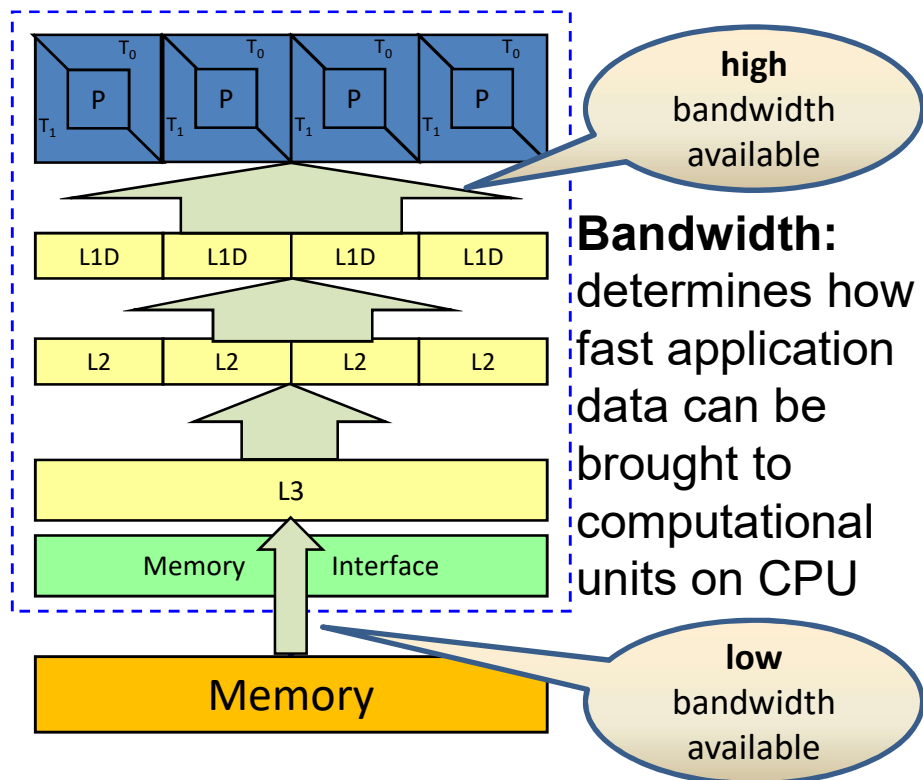 T0 T0 T0 T0
P P P P
T1 T1 T1 T1
high
bandwidth
available
L1D L1D L1D L1D
L2 L2 L2 L2
L3
Memory Interface
Memory
Bandwidth:
determines how
fast application
data can be
brought to
computational
units on CPU
low
bandwidth
available